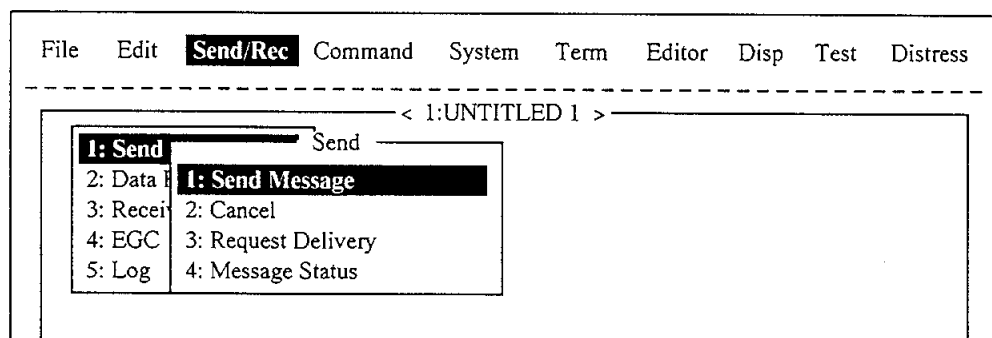 File Edit Send/Rec Command System Term Editor Disp Test Distress
< 1:UNTITLED 1 >
1: Send Send
2: Data 1: Send Message
3: 2: Cancel
4: EGC 3: Request Delivery
5: Log 4: Message Status